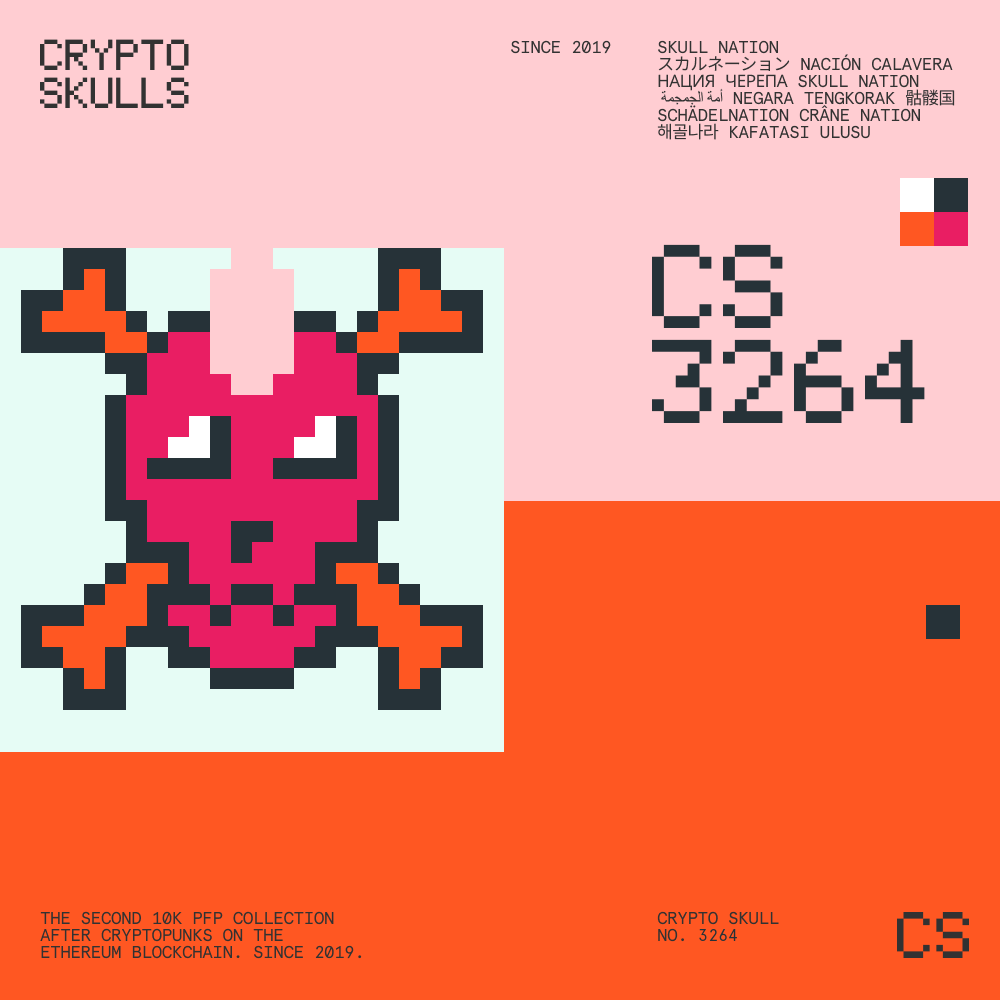 CRYPTO
SKULLS
SINCE 2019
SKULL NATION
スカルネーション NACIÓN CALAVERA
НАЦИЯ ЧЕРЕПА SKULL NATION
أمة الجمجمة NEGARA TENGKORAK 骷髅国
SCHÄDELNATION CRÂNE NATION
해골나라 KAFATASI ULUSU
CS
3264
THE SECOND 10K PFP COLLECTION
AFTER CRYPTOPUNKS ON THE
ETHEREUM BLOCKCHAIN. SINCE 2019.
CRYPTO SKULL
NO. 3264
CS